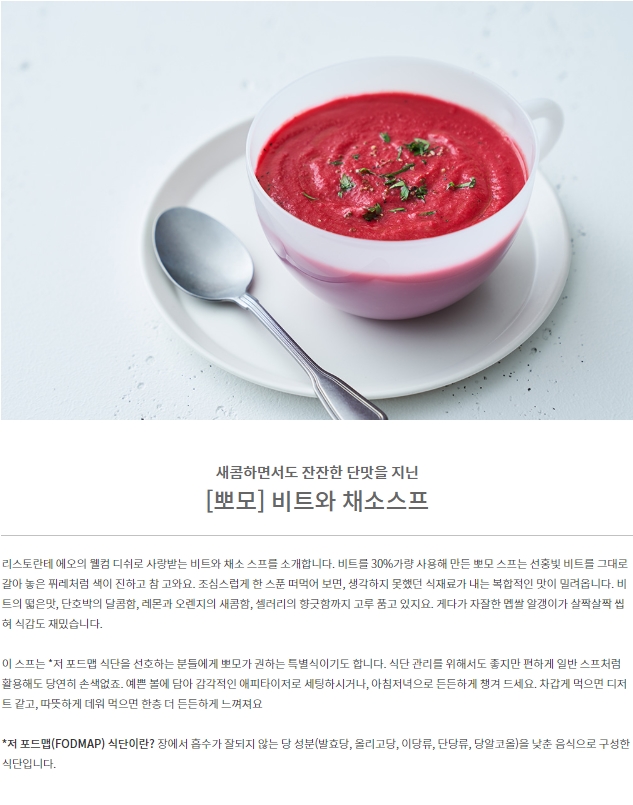 새콤하면서도 잔잔한 단맛을 지닌
[뽀모] 비트와 채소스프
리스토란테 에오의 웰컴 디쉬로 사랑받는 비트와 채소 스프를 소개합니다. 비트를 30%가량 사용해 만든 뽀모 스프는 선홍빛 비트를 그대로
갈아 놓은 퓌레처럼 색이 진하고 참 고와요. 조심스럽게 한 스푼 떠먹어 보면, 생각하지 못했던 식재료가 내는 복합적인 맛이 밀려옵니다. 비
트의 떫은맛, 단호박의 달콤함, 레몬과 오렌지의 새콤함, 셀러리의 향긋함까지 고루 품고 있지요. 게다가 자잘한 멥쌀 알갱이가 살짝살짝 씹
혀 식감도 재밌습니다.
이 스프는 *저 포드맵 식단을 선호하는 분들에게 뽀모가 권하는 특별식이기도 합니다. 식단 관리를 위해서도 좋지만 편하게 일반 스프처럼
활용해도 당연히 손색없죠. 예쁜 볼에 담아 감각적인 애피타이저로 세팅하시거나, 아침저녁으로 든든하게 챙겨 드세요. 차갑게 먹으면 디저
트 같고, 따뜻하게 데워 먹으면 한층 더 든든하게 느껴져요
*저 포드맵(FODMAP) 식단이란? 장에서 흡수가 잘되지 않는 당 성분(발효당, 올리고당, 이당류, 단당류, 당알코올)을 낮춘 음식으로 구성한
식단입니다.